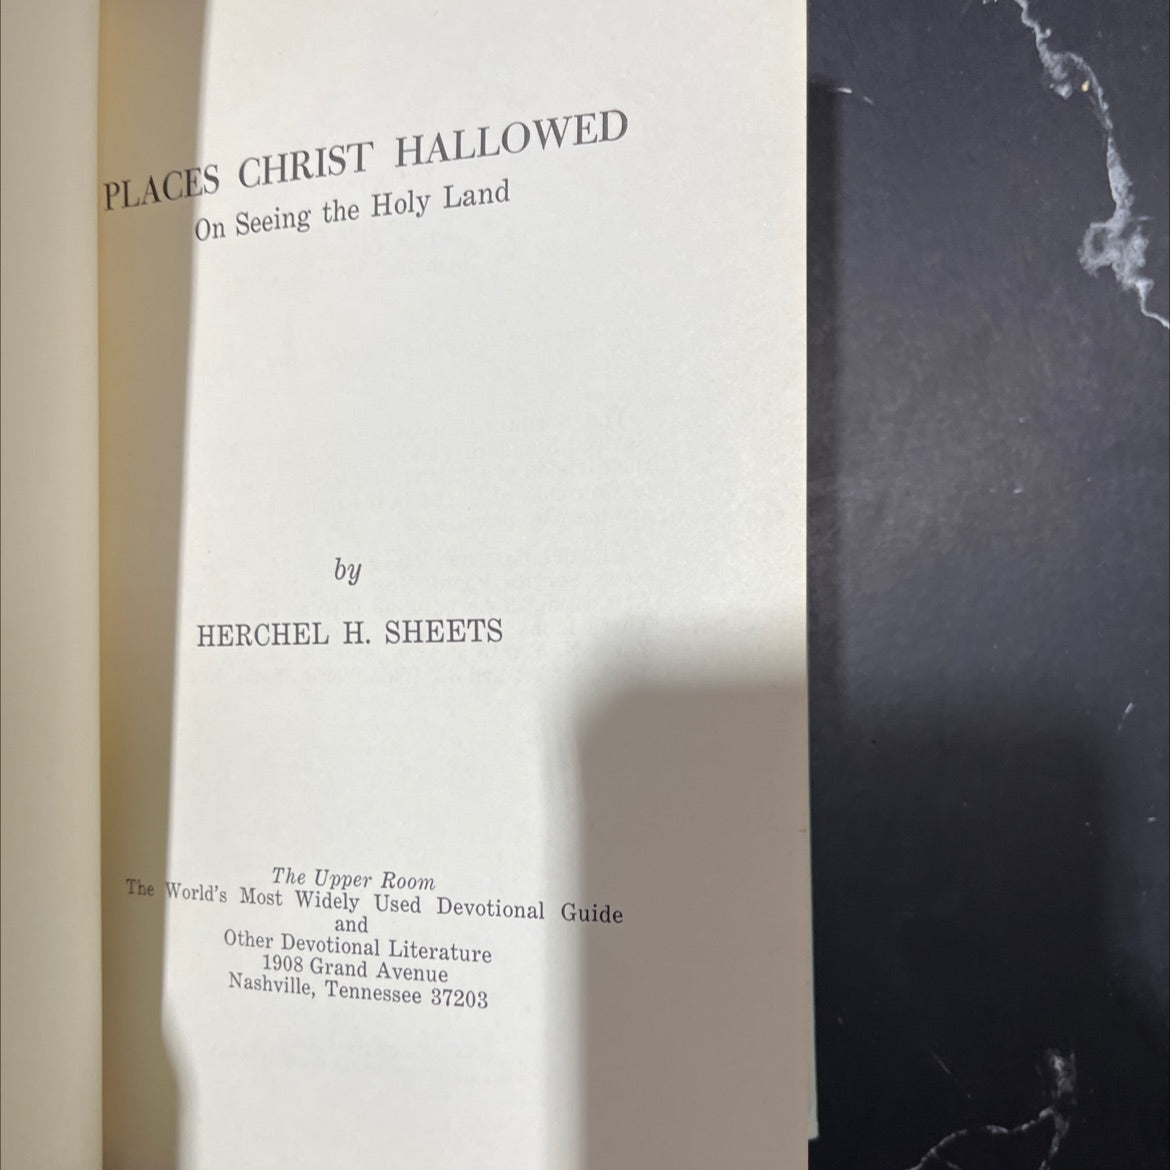 PLACES CHRIST HALLOWED
On Seeing the Holy Land
by
HERCHEL H. SHEETS
The Upper Room
The World's Most Widely Used Devotional Guide
and
Other Devotional Literature
1908 Grand Avenue
Nashville, Tennessee 37203